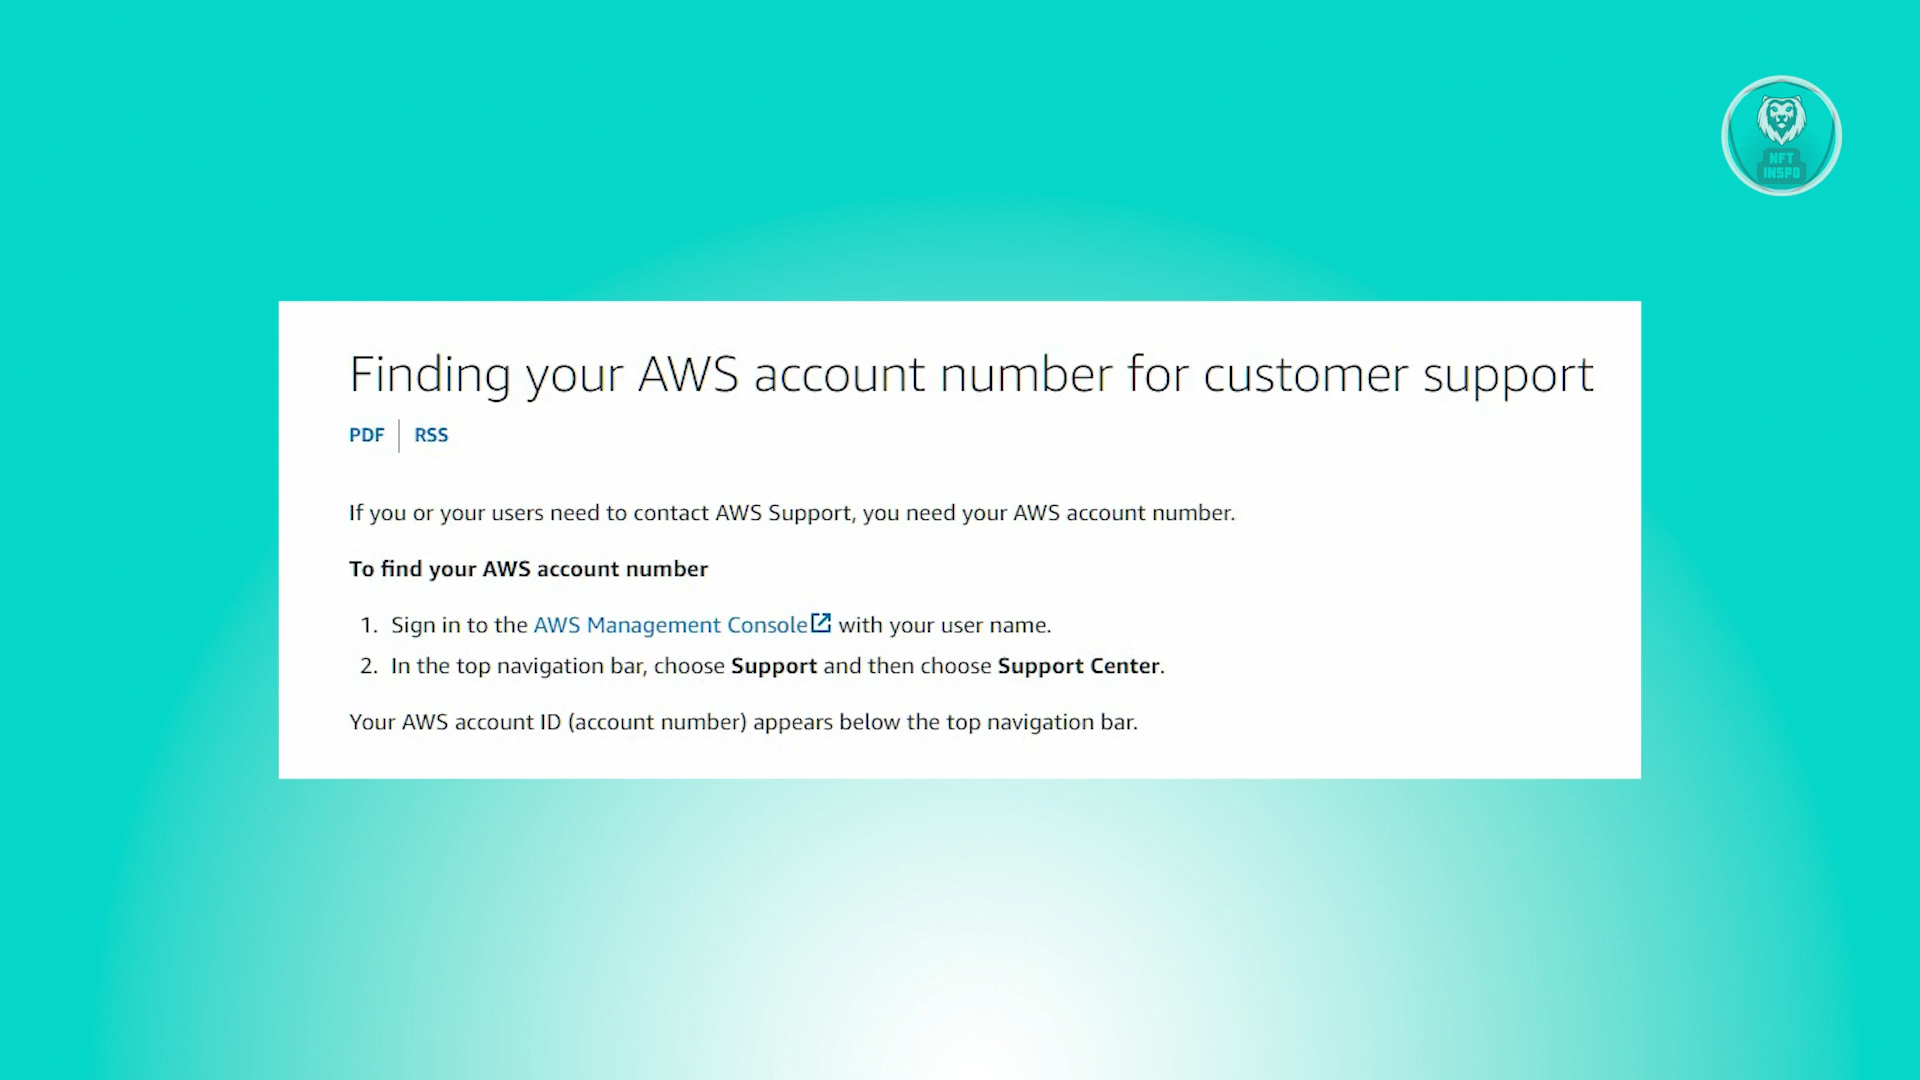 NFT
INSPO
Finding your AWS account number for customer support
PDF | RSS
If you or your users need to contact AWS Support, you need your AWS account number.
To find your AWS account number
1. Sign in to the AWS Management Console with your user name.
2. In the top navigation bar, choose Support and then choose Support Center.
Your AWS account ID (account number) appears below the top navigation bar.